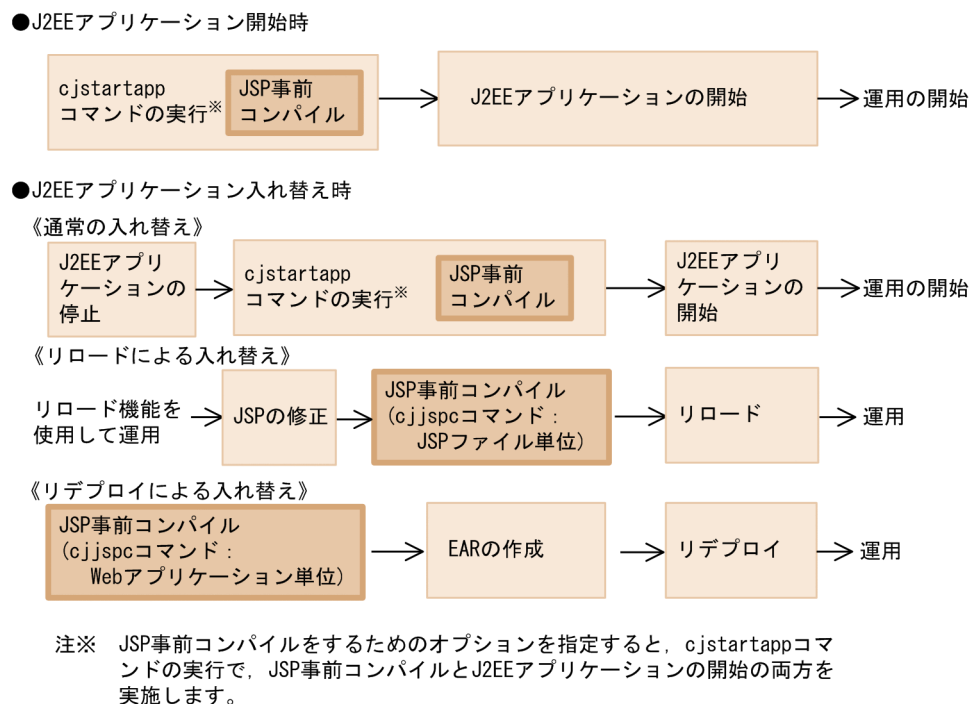 ●J2EEアプリケーション開始時
cjstartapp
コマンドの実行※
JSP事前
コンパイル
J2EEアプリケーションの開始
運用の開始
●J2EEアプリケーション入れ替え時
《通常の入れ替え》
J2EEアプリ
ケーションの
停止
cjstartapp
コマンドの実行※
JSP事前
コンパイル
J2EEアプリ
ケーションの
開始
運用の開始
《リロードによる入れ替え》
リロード機能を
使用して運用
JSPの修正
JSP事前コンパイル
(cjjspcコマンド：
JSPファイル単位)
リロード
運用
《リデプロイによる入れ替え》
JSP事前コンパイル
(cjjspcコマンド：
Webアプリケーション単位)
EARの作成
リデプロイ
運用
注※ JSP事前コンパイルをするためのオプションを指定すると，cjstartappコマ
ンドの実行で，JSP事前コンパイルとJ2EEアプリケーションの開始の両方を
実施します。